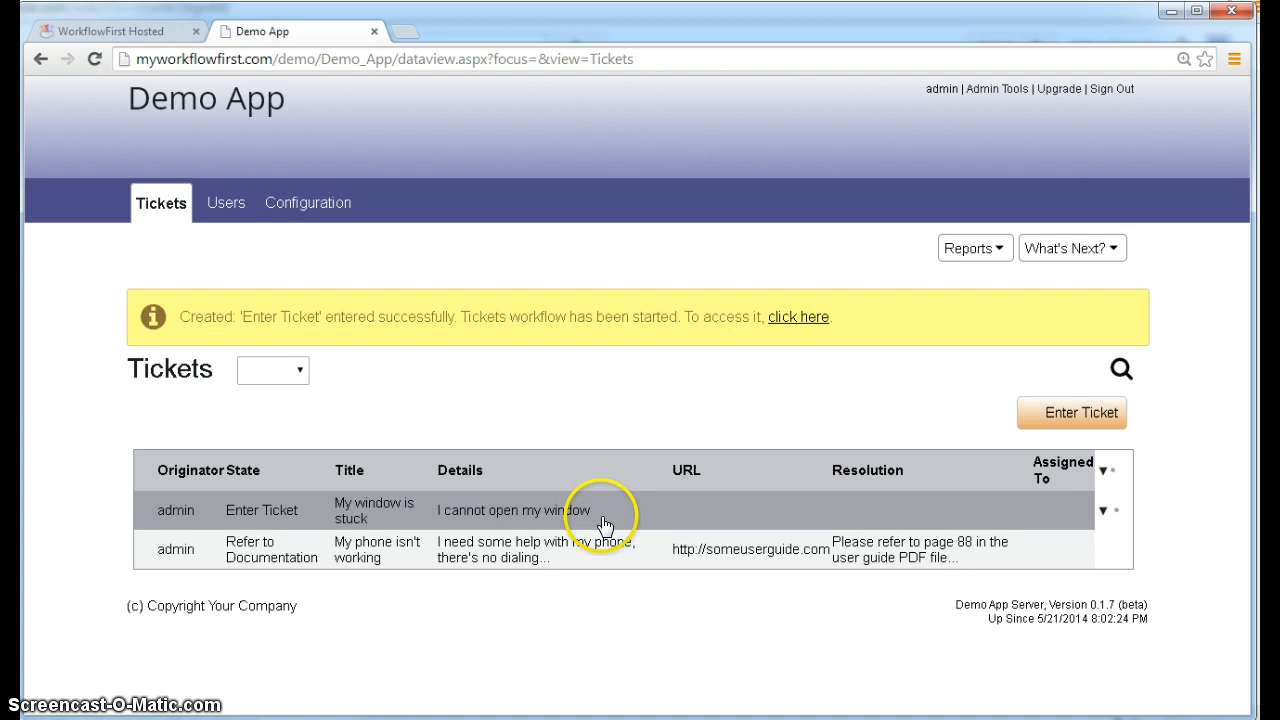 WorkflowFirst Hosted
Demo App
myworkflowfirst.com/demo/Demo_App/dataview.aspx?focus=&view=Tickets
Demo App
admin | Admin Tools | Upgrade | Sign Out
Tickets Users Configuration
Reports What's Next?
Created: 'Enter Ticket' entered successfully. Tickets workflow has been started. To access it, click here.
Tickets
Enter Ticket
Originator State Title Details URL Resolution Assigned To
admin Enter Ticket My window is stuck I cannot open my window
admin Refer to Documentation My phone isn't working I need some help with my phone, there's no dialing... http://someuserguide.com Please refer to page 88 in the user guide PDF file...
(c) Copyright Your Company
Demo App Server, Version 0.1.7 (beta)
Up Since 5/21/2014 8:02:24 PM
Screencast-O-Matic.com